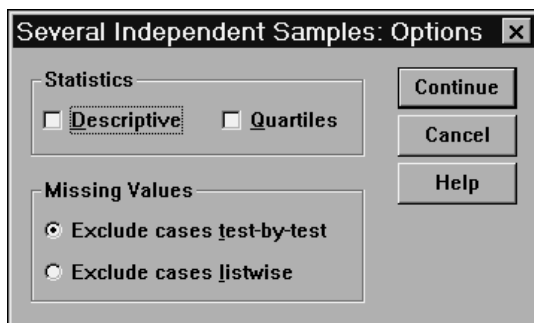 Several Independent Samples: Options
Statistics
Descriptive
Quartiles
Missing Values
Exclude cases test-by-test
Exclude cases listwise
Continue
Cancel
Help